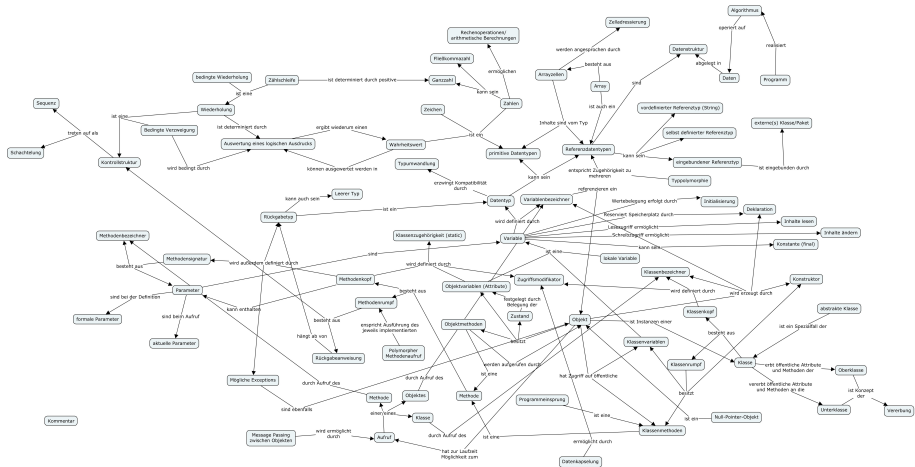 Algorithmus
operiert auf
realisiert
Zelladressierung
Rechenoperationen/
arithmetische Berechnungen
werden angesprochen durch
Datenstruktur
abgelegt in
Fließkommazahl
besteht aus
Daten
Programm
bedingte Wiederholung
Zählschleife
ist determiniert durch positive
Ganzzahl
ermöglichen
Arrayzellen
Array
sind
ist eine
kann sein
Sequenz
Wiederholung
Zeichen
Zahlen
ist auch ein
vordefinierter Referenztyp (String)
ist eine
Bedingte Verzweigung
ist determiniert durch
ergibt wiederum einen
Inhalte sind vom Typ
externe(s) Klasse/Paket
treten auf als
ist ein
selbst definierter Referenztyp
Auswertung eines logischen Ausdrucks
Wahrheitswert
Schachtelung
primitive Datentypen
Referenzdatentypen
kann sein
Kontrollstruktur
wird bedingt durch
können ausgewertet werden in
Typumwandlung
kann sein
entspricht Zugehörigkeit zu
mehreren
eingebundener Referenztyp
ist eingebunden durch
Typpolymorphie
erzwingt Kompatibilität
durch
referenzieren ein
Leerer Typ
kann auch sein
Datentyp
Variablenbezeichner
Wertebelegung erfolgt durch
Initialisierung
Rückgabetyp
ist ein
wird definiert durch
Reserviert Speicherplatz durch
Deklaration
Lesezugriff ermöglicht
Inhalte lesen
Methodenbezeichner
Klassenzugehörigkeit (static)
Variable
Schreibzugriff ermöglicht
Inhalte ändern
kann sein
Konstante (final)
Methodensignatur
sind
ist eine
lokale Variable
besteht aus
wird außerdem definiert durch
wird definiert durch
Klassenbezeichner
Methodenkopf
Zugriffsmodifikator
Konstruktor
Parameter
Objektvariablen (Attribute)
wird definiert durch
wird erzeugt durch
besteht aus
sind bei der Definition
kann enthalten
Methodenrumpf
festgelegt durch
Belegung der
Klassenkopf
abstrakte Klasse
formale Parameter
besteht aus
Zustand
Objekt
ist Instanzen einer
entspricht Ausführung des
jeweils implementierten
Objektmethoden
ist ein Spezialfall der
sind beim Aufruf
hängt ab von
besitzt
Klassenvariablen
besteht aus
aktuelle Parameter
Polymorpher
Methodenaufruf
Rückgabeanweisung
werden aufgerufen durch
hat Zugriff auf öffentliche
Klassenrumpf
Klasse
erbt öffentliche Attribute
und Methoden der
Oberklasse
ist eine
Mögliche Exceptions
durch Aufruf des
durch Aufruf des
besitzt
vererbt öffentliche Attribute
und Methoden an die
ist Konzept
der
Methode
Objektes
Methode
Programmeinsprung
sind ebenfalls
einen eines
Klasse
ist eine
ist ein
Null-Pointer-Objekt
Unterklasse
Vererbung
Kommentar
Message Passing
zwischen Objekten
wird ermöglicht
durch
Aufruf
durch Aufruf des
ist eine
Klassenmethoden
hat zur Laufzeit
Möglichkeit zum
ermöglicht durch
Datenkapselung